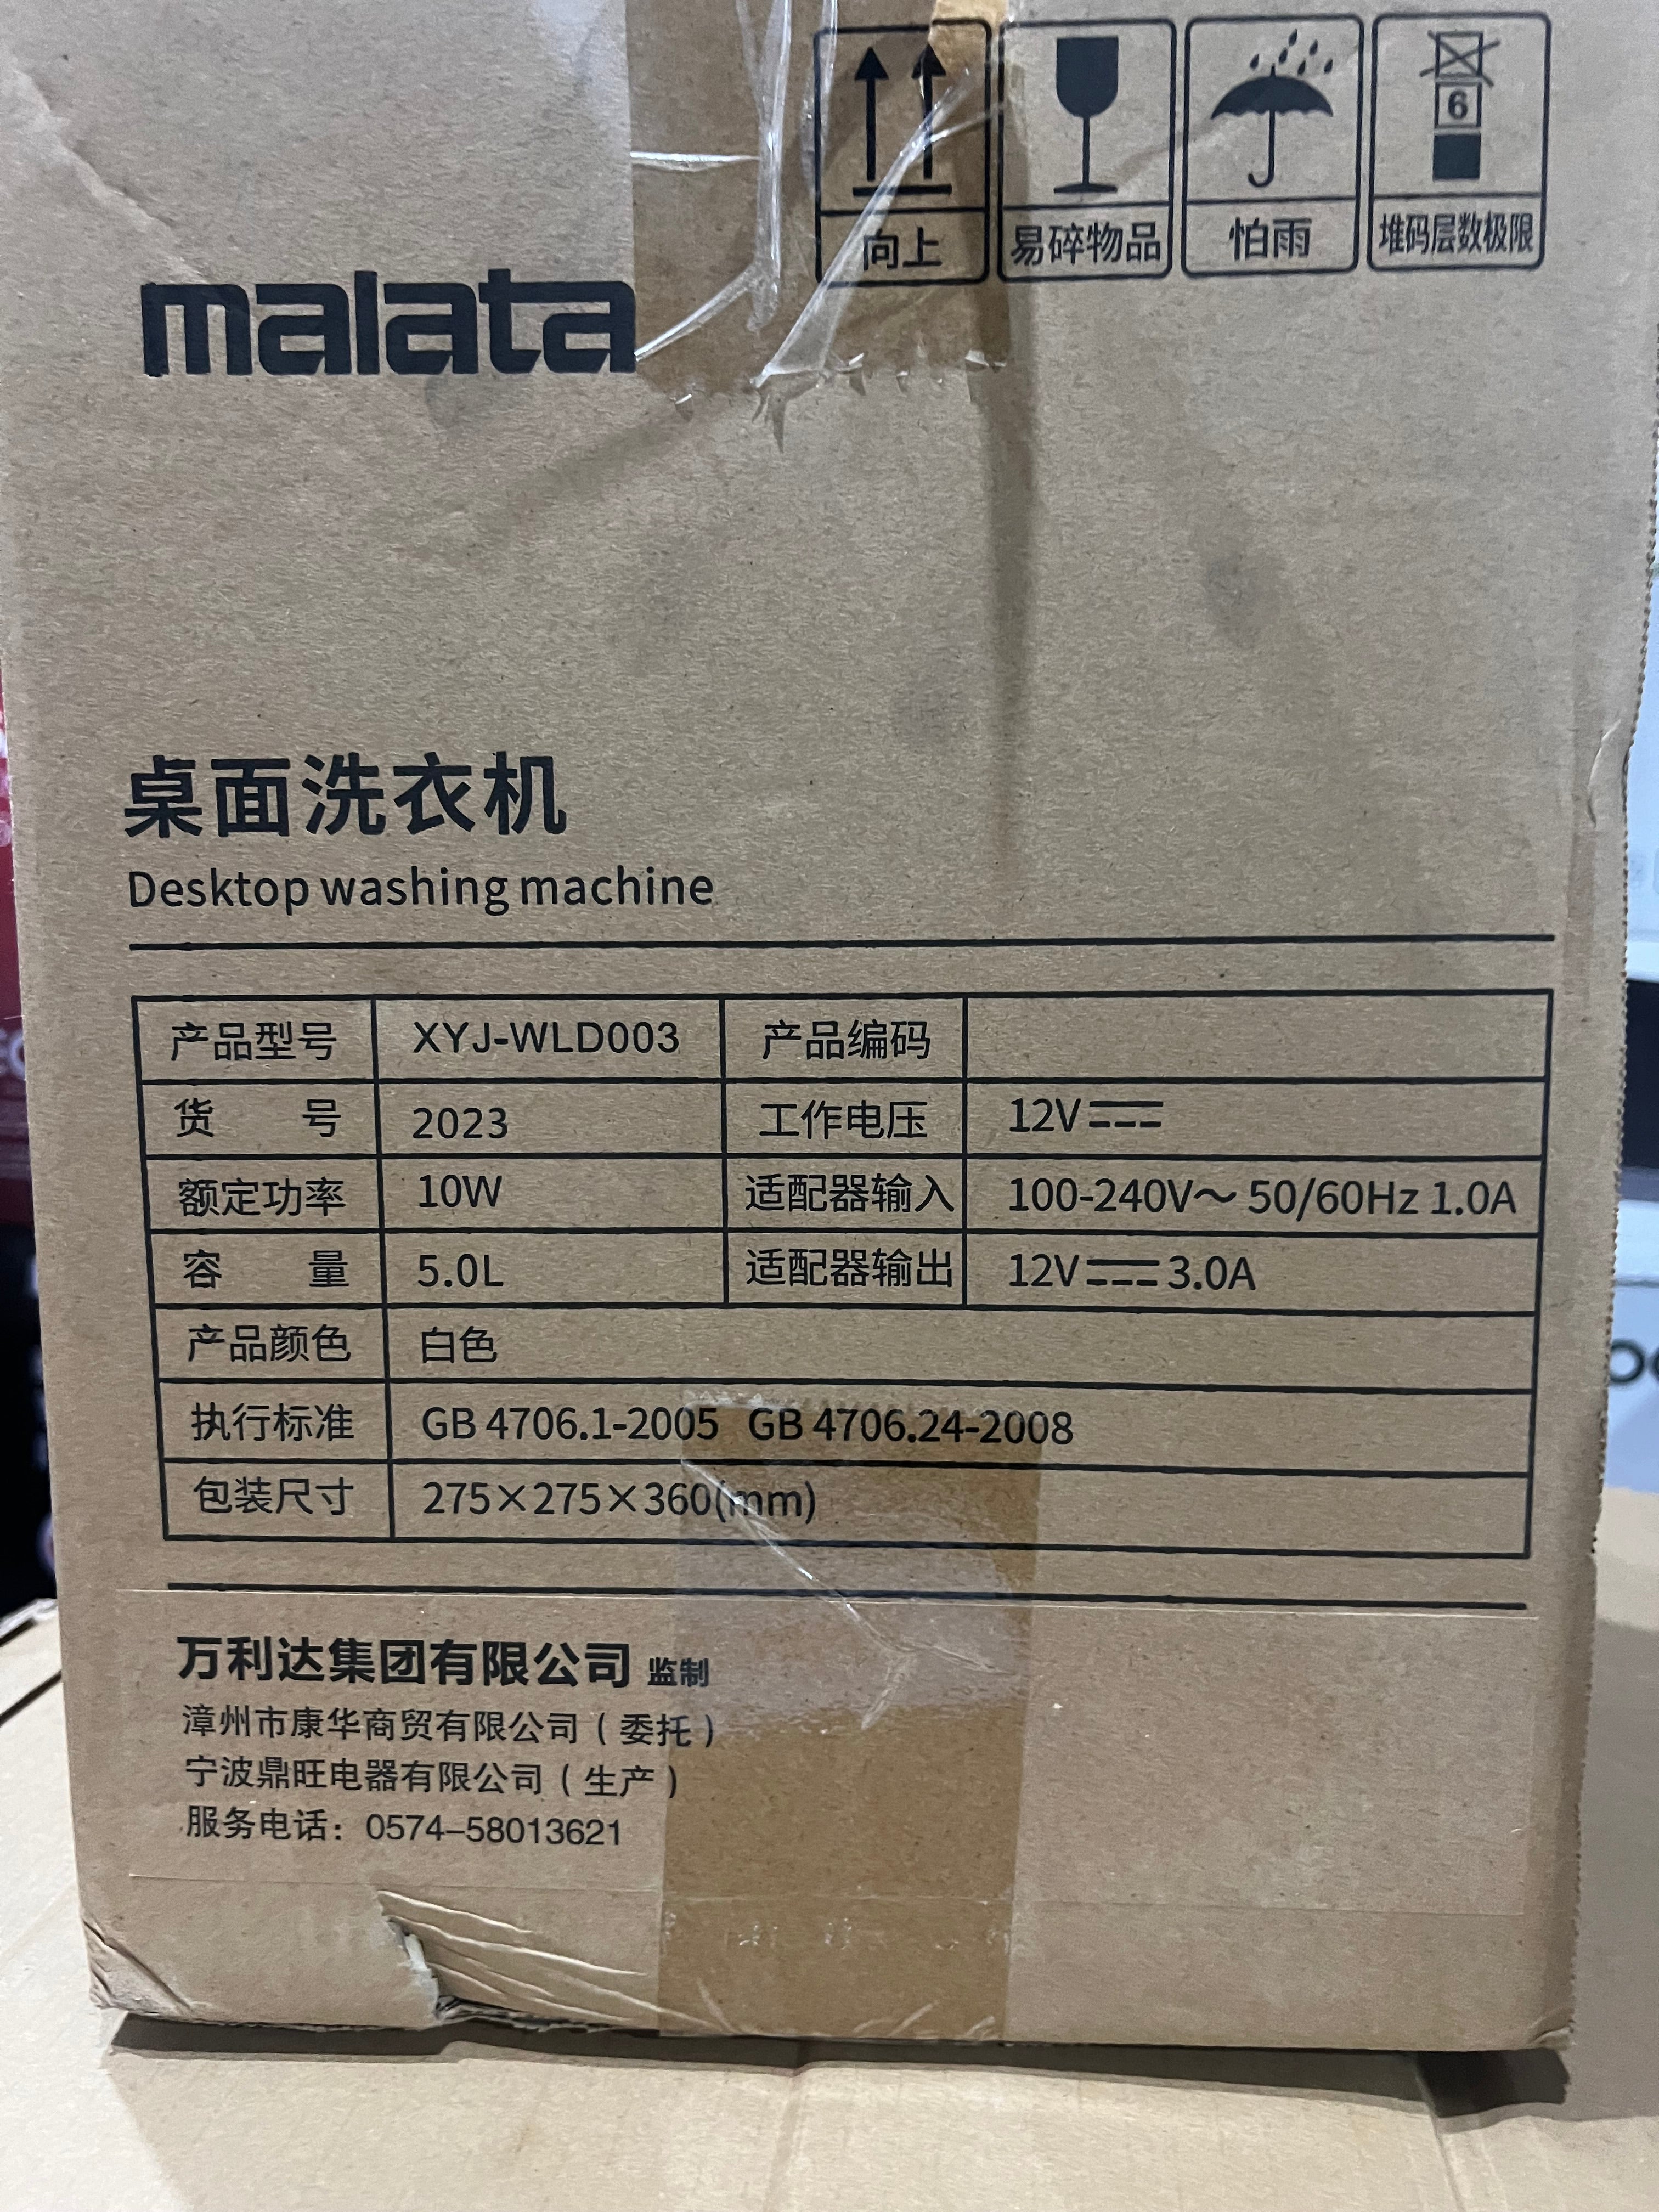 6
向上 易碎物品 怕雨 堆码层数极限
malata
桌面洗衣机
Desktop washing machine
产品型号 XYJ-WLD003 产品编码
货 号 2023 工作电压 12V⎓
额定功率 10W 适配器输入 100-240V～ 50/60Hz 1.0A
容 量 5.0L 适配器输出 12V⎓3.0A
产品颜色 白色
执行标准 GB 4706.1-2005 GB 4706.24-2008
包装尺寸 275×275×360(mm)
万利达集团有限公司 监制
漳州市康华商贸有限公司（委托）
宁波鼎旺电器有限公司（生产）
服务电话：0574–58013621